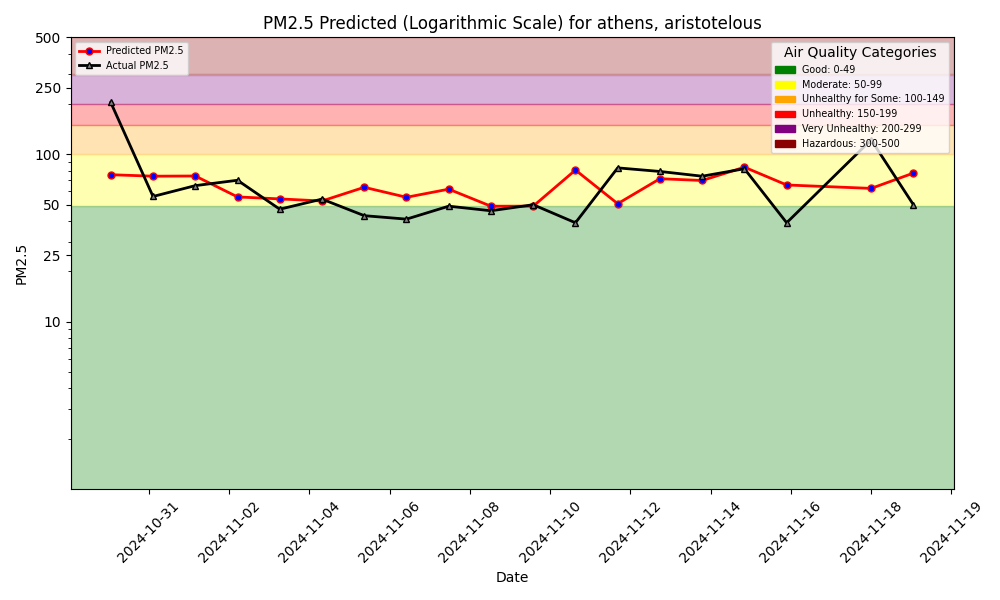 PM2.5 Predicted (Logarithmic Scale) for athens, aristotelous
Predicted PM2.5
Actual PM2.5
Air Quality Categories
Good: 0-49
Moderate: 50-99
Unhealthy for Some: 100-149
Unhealthy: 150-199
Very Unhealthy: 200-299
Hazardous: 300-500
500
250
100
50
25
10
PM2.5
2024-10-31
2024-11-02
2024-11-04
2024-11-06
2024-11-08
2024-11-10
2024-11-12
2024-11-14
2024-11-16
2024-11-18
2024-11-19
Date